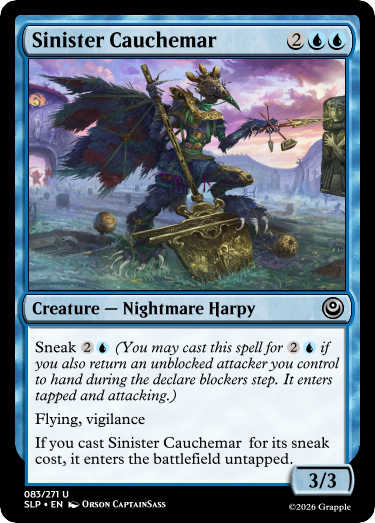 Sinister Cauchemar 2
Creature — Nightmare Harpy
Sneak 2 (You may cast this spell for 2 if
you also return an unblocked attacker you control
to hand during the declare blockers step. It enters
tapped and attacking.)
Flying, vigilance
If you cast Sinister Cauchemar for its sneak
cost, it enters the battlefield untapped.
3/3
083/271 U
SLP • EN Orson CaptainSass
©2026 Grapple